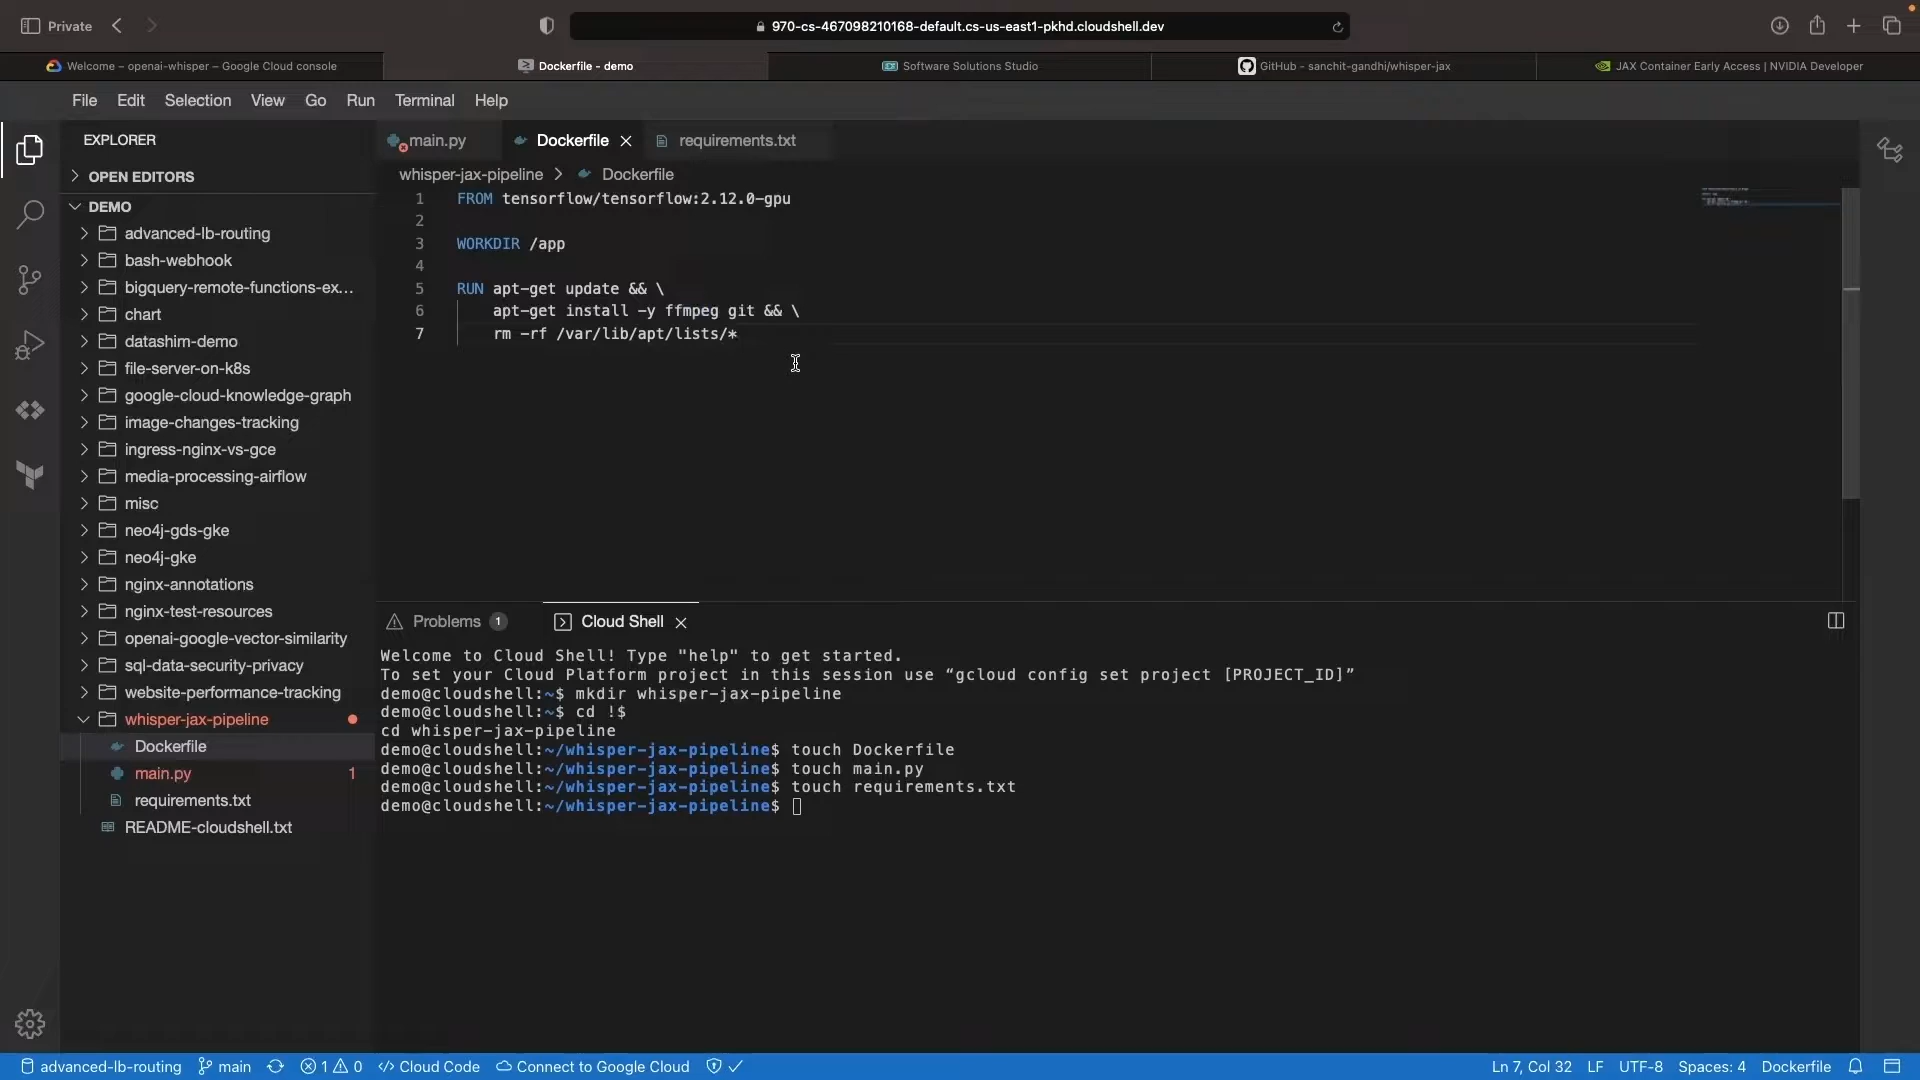 Private
970-cs-467098210168-default.cs-us-east1-pkhd.cloudshell.dev
Welcome – openai-whisper – Google Cloud console
Dockerfile - demo
Software Solutions Studio
GitHub - sanchit-gandhi/whisper-jax
JAX Container Early Access | NVIDIA Developer
File Edit Selection View Go Run Terminal Help
EXPLORER
OPEN EDITORS
DEMO
advanced-lb-routing
bash-webhook
bigquery-remote-functions-ex...
chart
datashim-demo
file-server-on-k8s
google-cloud-knowledge-graph
image-changes-tracking
ingress-nginx-vs-gce
media-processing-airflow
misc
neo4j-gds-gke
neo4j-gke
nginx-annotations
nginx-test-resources
openai-google-vector-similarity
sql-data-security-privacy
website-performance-tracking
whisper-jax-pipeline
Dockerfile
main.py 1
requirements.txt
README-cloudshell.txt
main.py Dockerfile requirements.txt
whisper-jax-pipeline > Dockerfile
1 FROM tensorflow/tensorflow:2.12.0-gpu
2
3 WORKDIR /app
4
5 RUN apt-get update && \
6 apt-get install -y ffmpeg git && \
7 rm -rf /var/lib/apt/lists/*
Problems 1 Cloud Shell
Welcome to Cloud Shell! Type "help" to get started.
To set your Cloud Platform project in this session use “gcloud config set project [PROJECT_ID]”
demo@cloudshell:~$ mkdir whisper-jax-pipeline
demo@cloudshell:~$ cd !$
cd whisper-jax-pipeline
demo@cloudshell:~/whisper-jax-pipeline$ touch Dockerfile
demo@cloudshell:~/whisper-jax-pipeline$ touch main.py
demo@cloudshell:~/whisper-jax-pipeline$ touch requirements.txt
demo@cloudshell:~/whisper-jax-pipeline$
advanced-lb-routing main 1 0 Cloud Code Connect to Google Cloud Ln 7, Col 32 LF UTF-8 Spaces: 4 Dockerfile